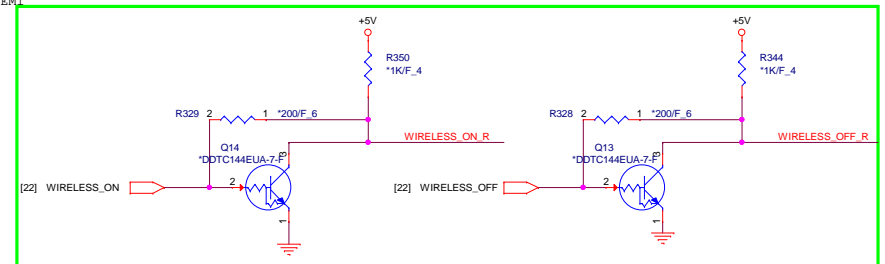 EMI
+5V
+5V
R350
*1K/F_4
R344
*1K/F_4
R329
2
1
*200/F_6
R328
2
1
*200/F_6
WIRELESS_ON_R
WIRELESS_OFF_R
Q14
*DDTC144EUA-7-F
3
Q13
*DDTC144EUA-7-F
3
[22] WIRELESS_ON
2
[22] WIRELESS_OFF
2
1
1